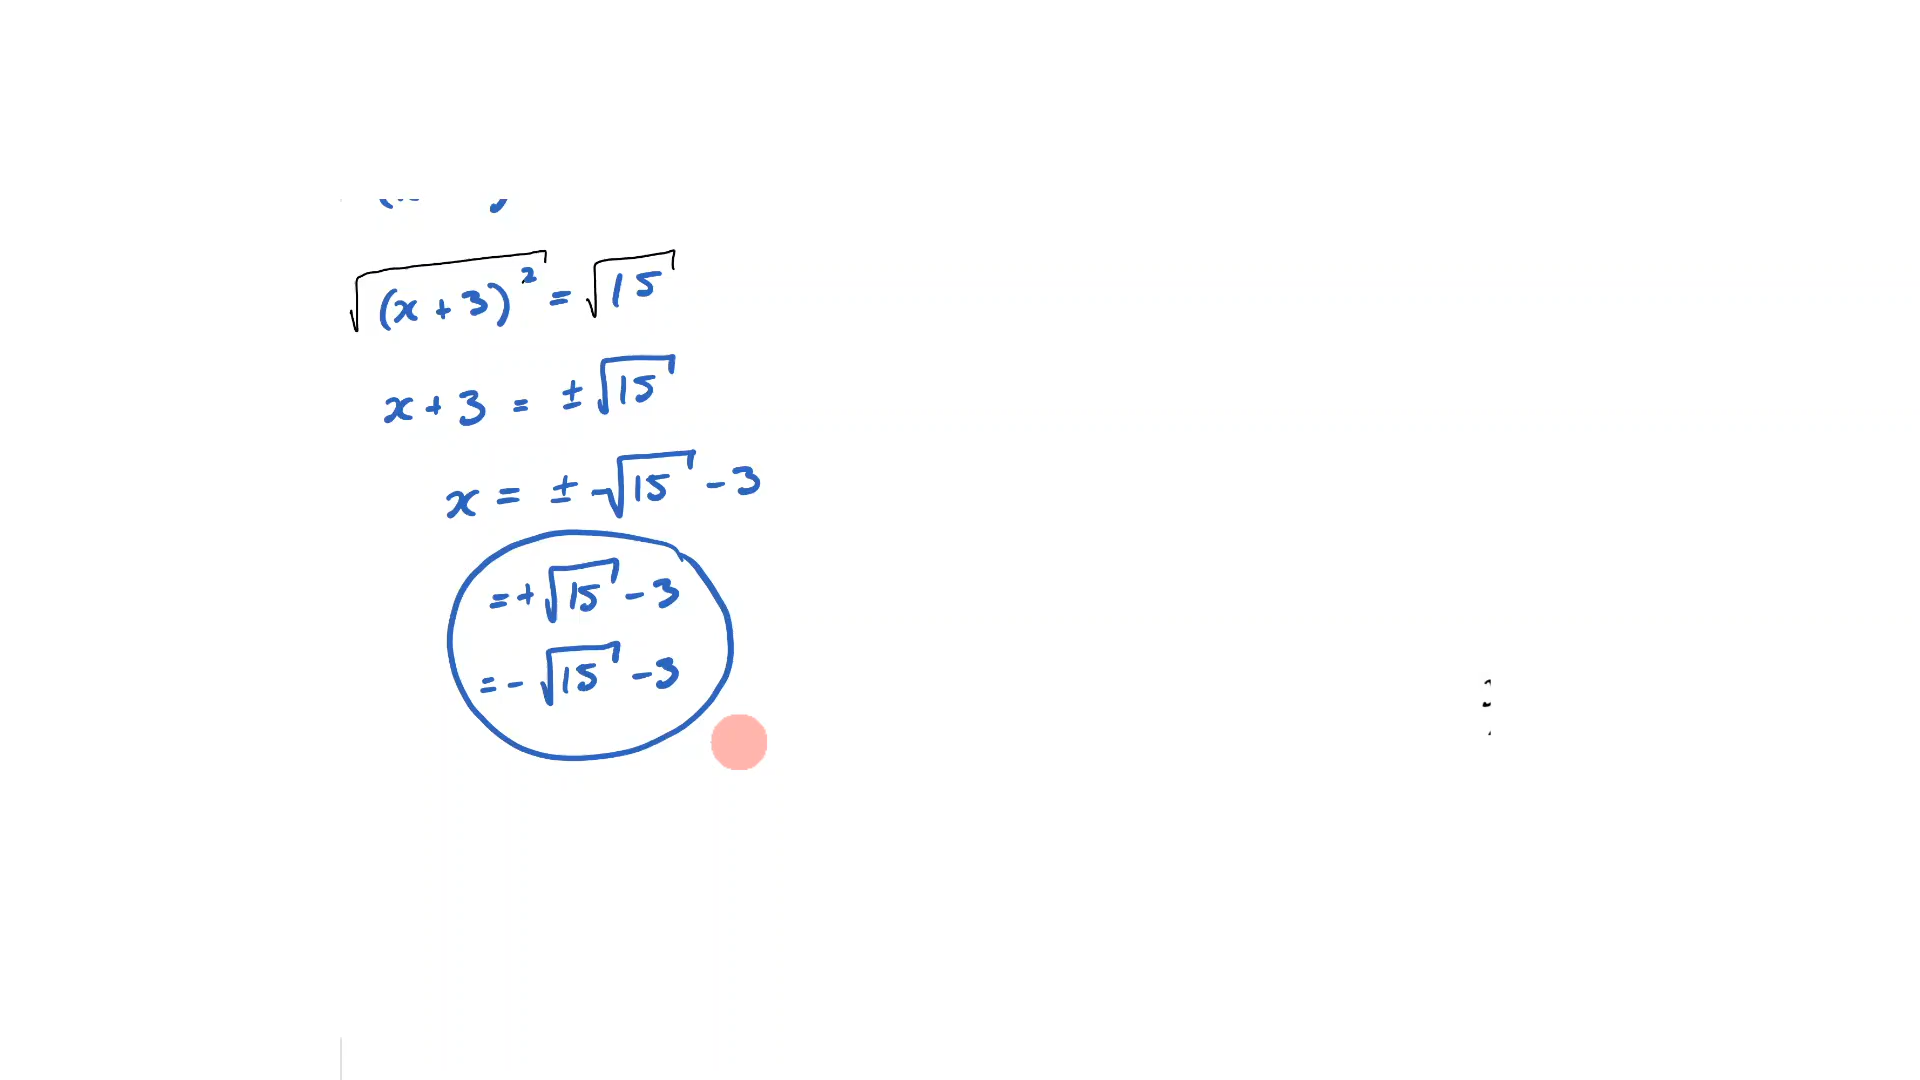 √(x + 3)² = √15
x + 3 = ± √15
x = ± √15 - 3
= + √15 - 3
= - √15 - 3